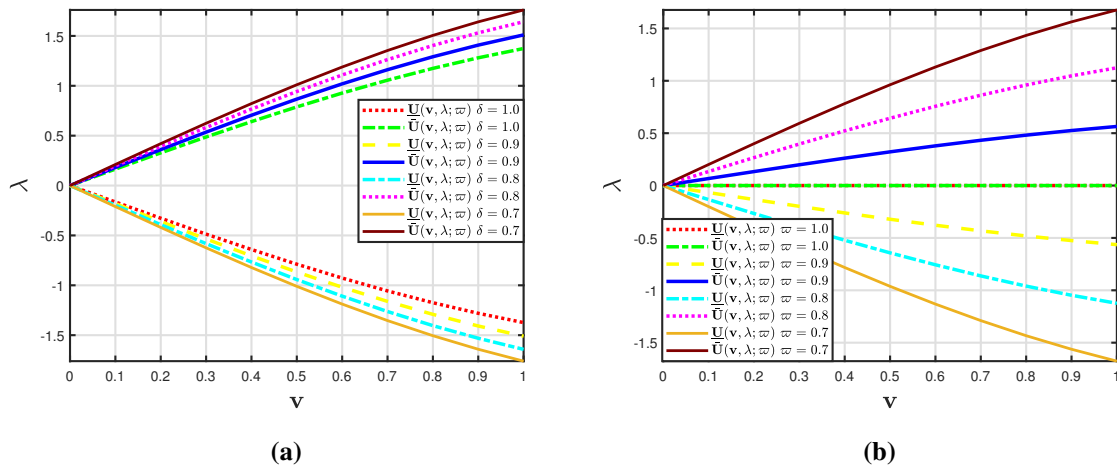 1.5
1
0.5
0
-0.5
-1
-1.5
λ
0 0.1 0.2 0.3 0.4 0.5 0.6 0.7 0.8 0.9 1
v
U(v, λ; ϖ) δ = 1.0
Ū(v, λ; ϖ) δ = 1.0
U(v, λ; ϖ) δ = 0.9
Ū(v, λ; ϖ) δ = 0.9
U(v, λ; ϖ) δ = 0.8
Ū(v, λ; ϖ) δ = 0.8
U(v, λ; ϖ) δ = 0.7
Ū(v, λ; ϖ) δ = 0.7
(a)
1.5
1
0.5
0
-0.5
-1
-1.5
λ
0 0.1 0.2 0.3 0.4 0.5 0.6 0.7 0.8 0.9 1
v
U(v, λ; ϖ) ϖ = 1.0
Ū(v, λ; ϖ) ϖ = 1.0
U(v, λ; ϖ) ϖ = 0.9
Ū(v, λ; ϖ) ϖ = 0.9
U(v, λ; ϖ) ϖ = 0.8
Ū(v, λ; ϖ) ϖ = 0.8
U(v, λ; ϖ) ϖ = 0.7
Ū(v, λ; ϖ) ϖ = 0.7
(b)